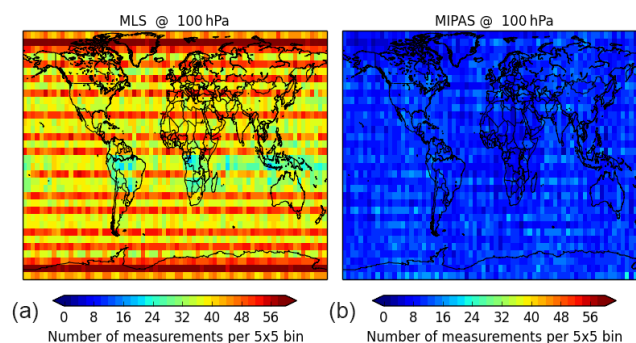 MLS @ 100 hPa
MIPAS @ 100 hPa
(a)
0 8 16 24 32 40 48 56
Number of measurements per 5x5 bin
(b)
0 8 16 24 32 40 48 56
Number of measurements per 5x5 bin